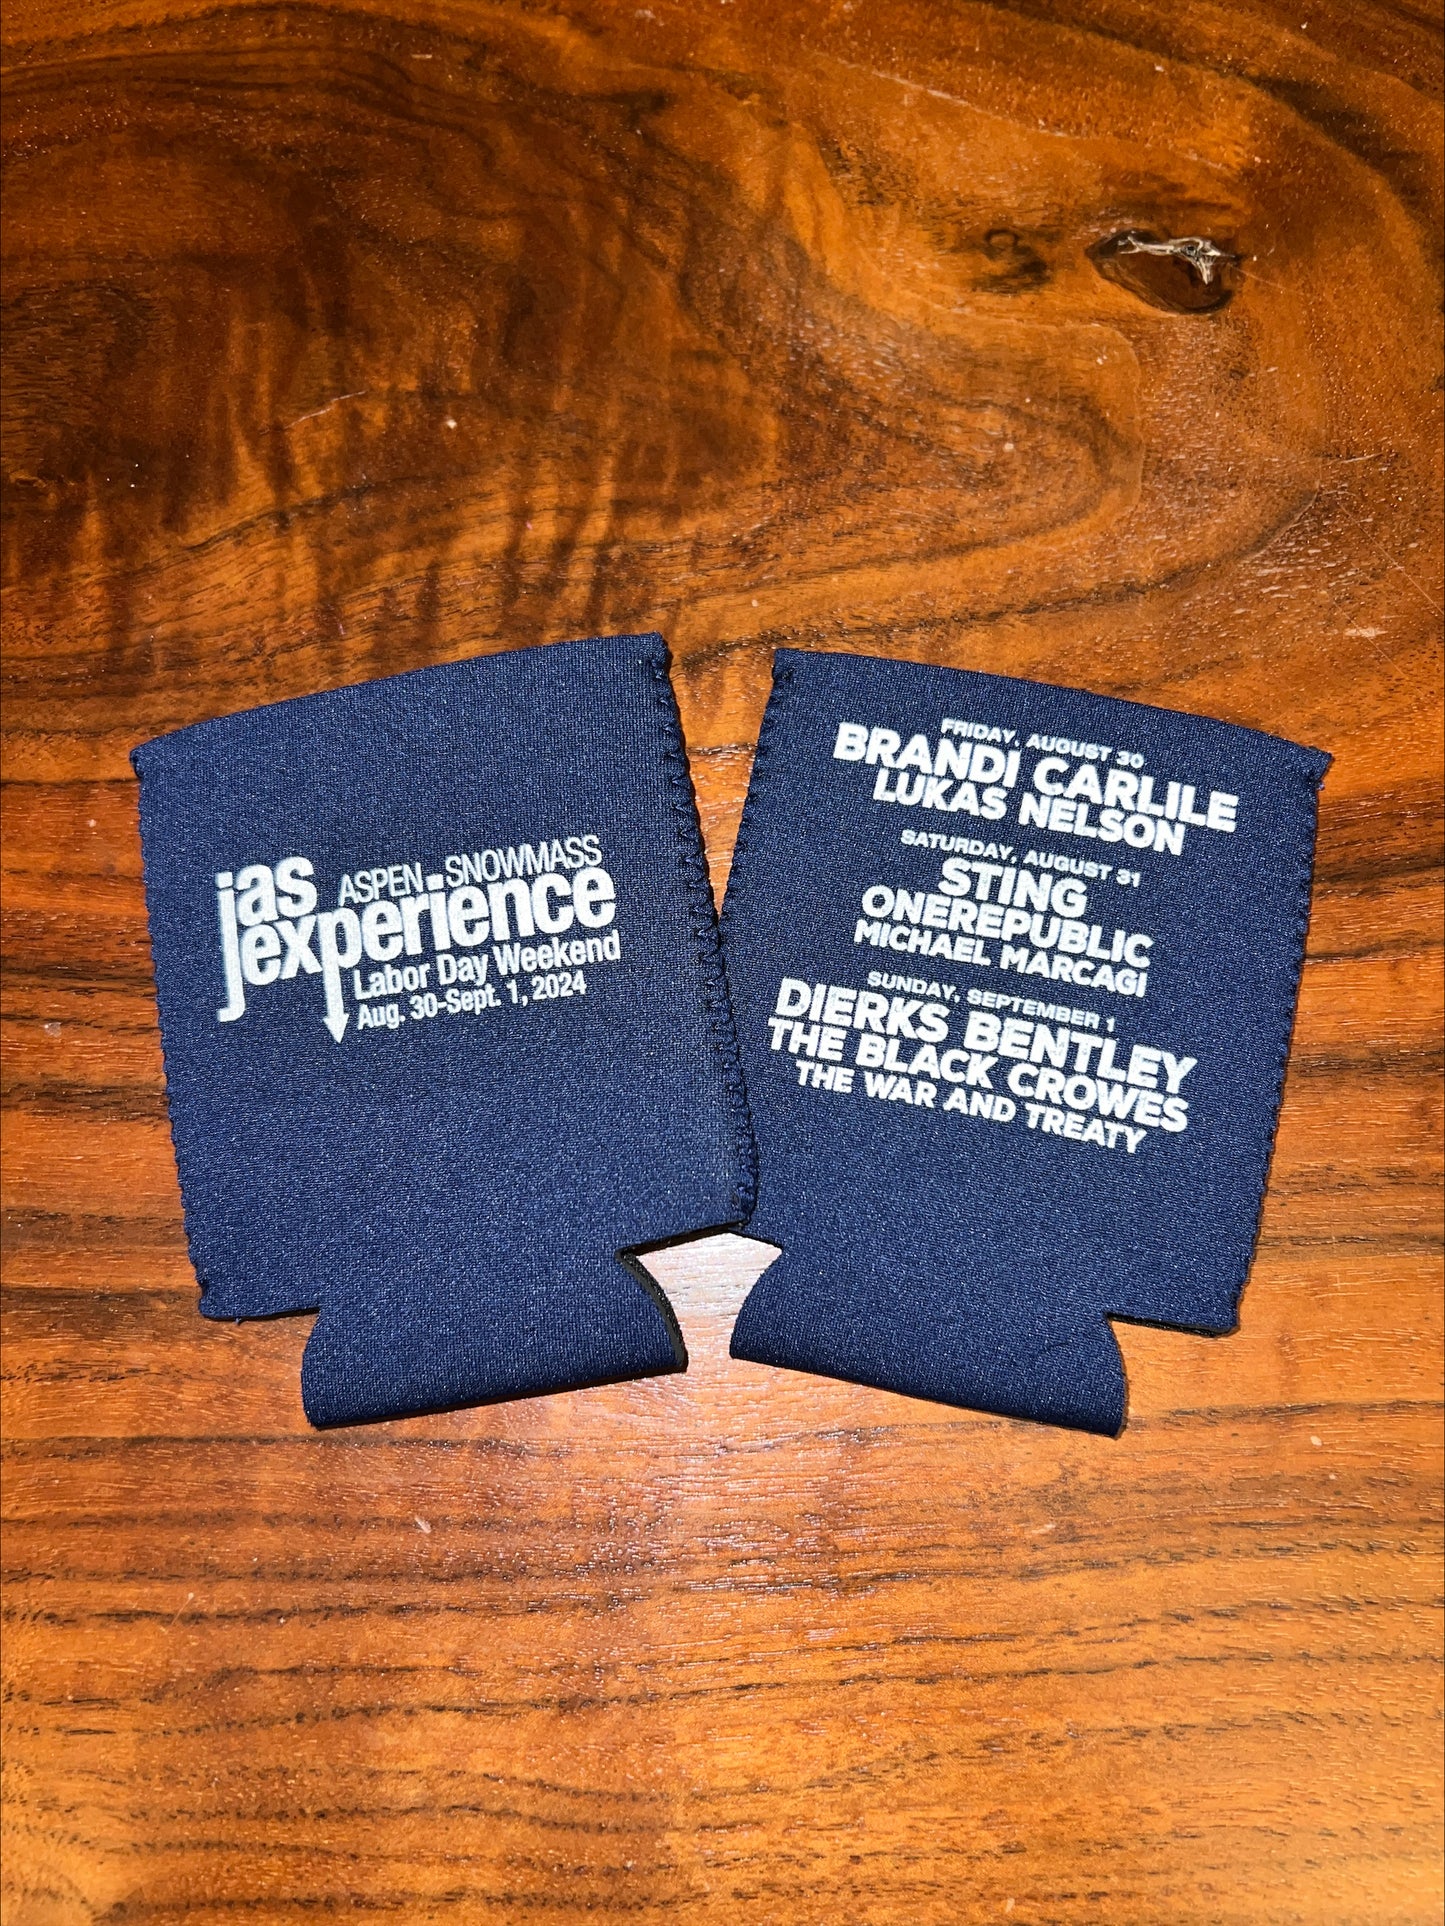 jas ASPEN SNOWMASS
experience
Labor Day Weekend
Aug. 30-Sept. 1, 2024
FRIDAY, AUGUST 30
BRANDI CARLILE
LUKAS NELSON
SATURDAY, AUGUST 31
STING
ONEREPUBLIC
MICHAEL MARCAGI
SUNDAY, SEPTEMBER 1
DIERKS BENTLEY
THE BLACK CROWES
THE WAR AND TREATY